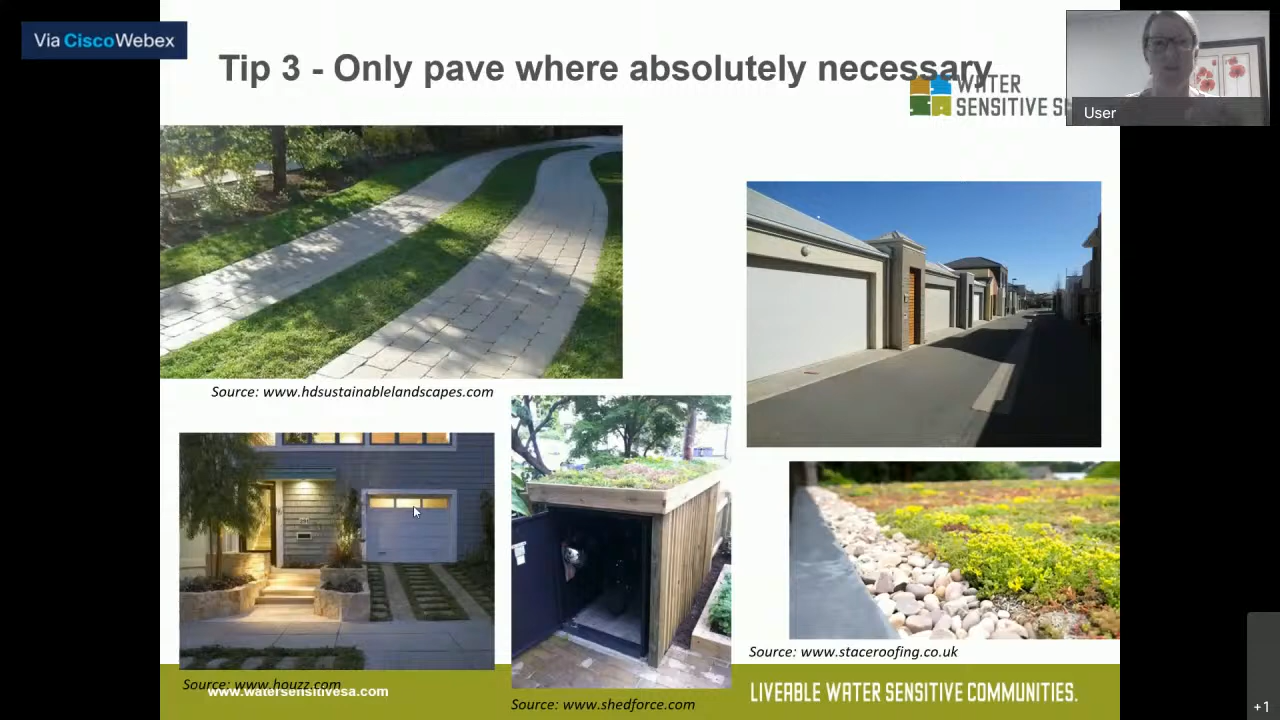 Via CiscoWebex
Tip 3 - Only pave where absolutely necessary
WATER
SENSITIVE S
User
Source: www.hdsustainablelandscapes.com
Source: www.staceroofing.co.uk
Source: www.houzz.com
www.watersensitivesa.com
LIVEABLE WATER SENSITIVE COMMUNITIES.
Source: www.shedforce.com
+1